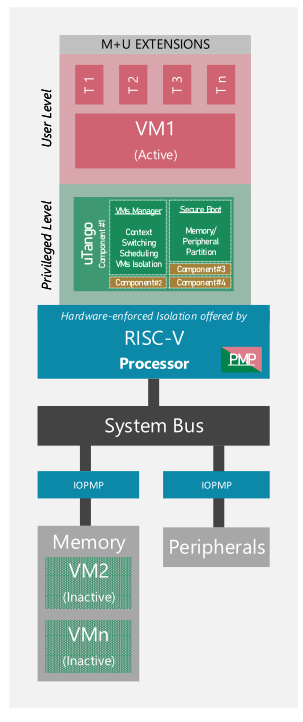 M+U EXTENSIONS
User Level
T 1
T 2
T 3
T n
VM1
(Active)
Privileged Level
uTango
Component #1
VMs Manager
Context
Switching
Scheduling
VMs Isolation
Component#2
Secure Boot
Memory/
Peripheral
Partition
Component#3
Component#4
Hardware-enforced Isolation offered by
RISC-V
Processor
PMP
System Bus
IOPMP
IOPMP
Memory
VM2
(Inactive)
VMn
(Inactive)
Peripherals